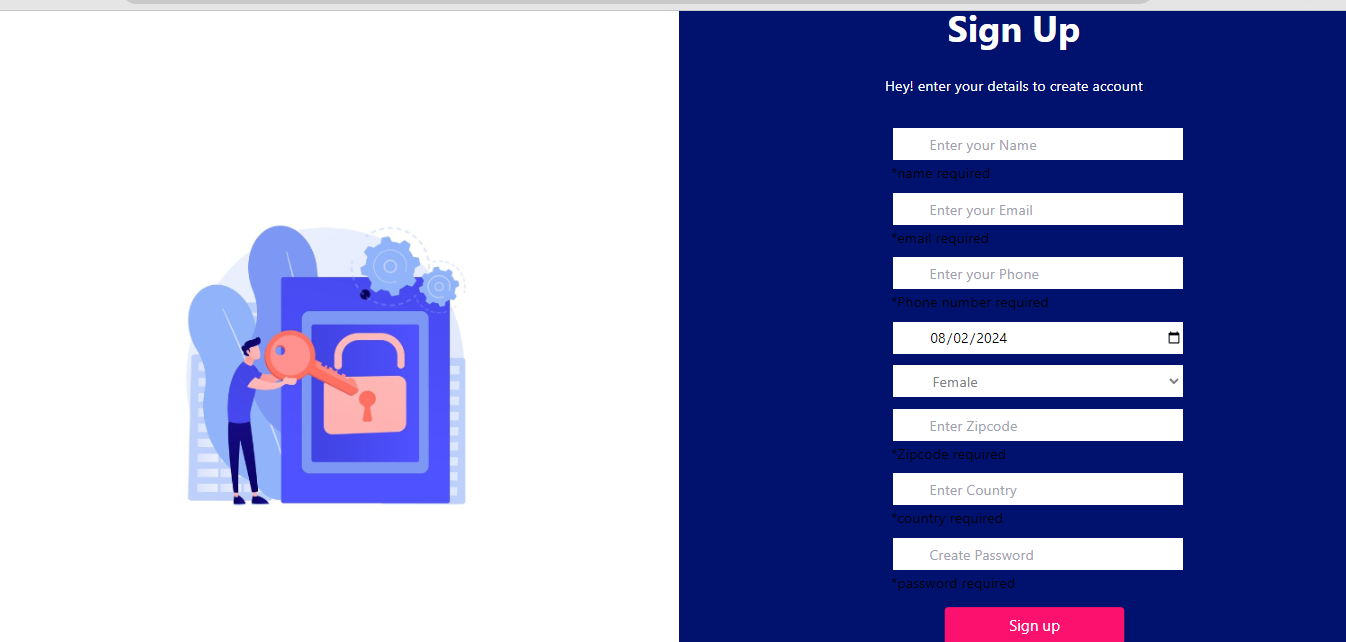 Sign Up
Hey! enter your details to create account
Enter your Name
*name required
Enter your Email
*email required
Enter your Phone
*Phone number required
08/02/2024
Female
Enter Zipcode
*Zipcode required
Enter Country
*country required
Create Password
*password required
Sign up